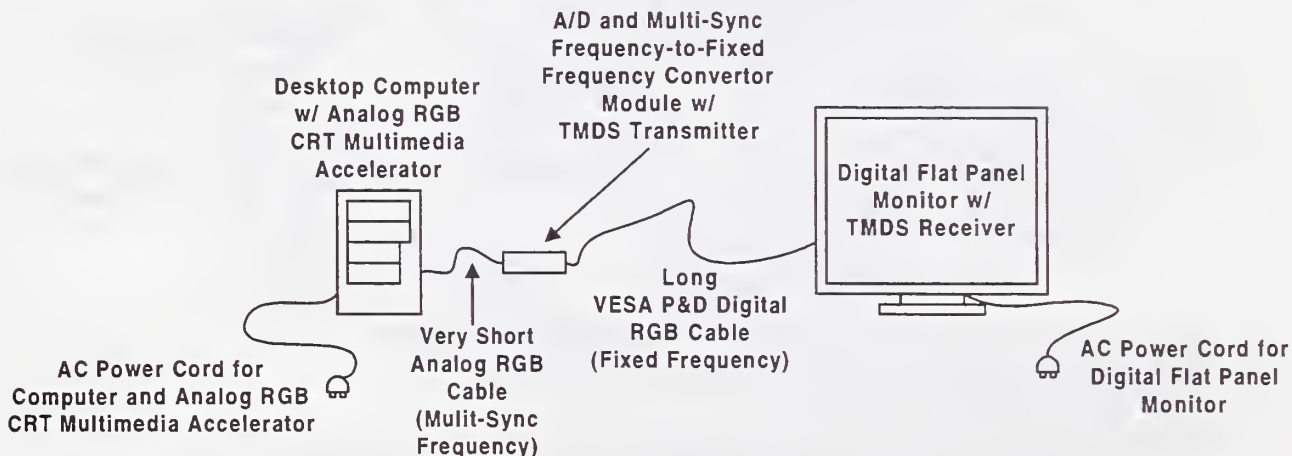 A/D and Multi-Sync
Frequency-to-Fixed
Frequency Convertor
Module w/
TMDS Transmitter
Desktop Computer
w/ Analog RGB
CRT Multimedia
Accelerator
Digital Flat Panel
Monitor w/
TMDS Receiver
Long
VESA P&D Digital
RGB Cable
(Fixed Frequency)
Very Short
Analog RGB
Cable
(Mulit-Sync
Frequency)
AC Power Cord for
Computer and Analog RGB
CRT Multimedia Accelerator
AC Power Cord for
Digital Flat Panel
Monitor